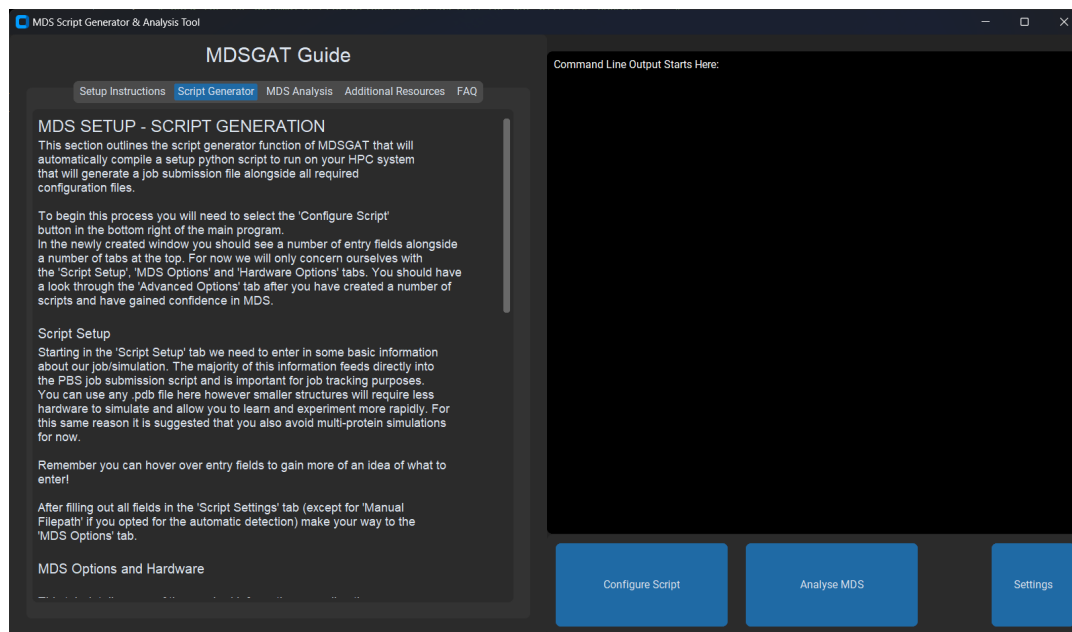 MDS Script Generator & Analysis Tool
MDSGAT Guide
Setup Instructions Script Generator MDS Analysis Additional Resources FAQ
MDS SETUP - SCRIPT GENERATION
This section outlines the script generator function of MDSGAT that will
automatically compile a setup python script to run on your HPC system
that will generate a job submission file alongside all required
configuration files.
To begin this process you will need to select the 'Configure Script'
button in the bottom right of the main program.
In the newly created window you should see a number of entry fields alongside
a number of tabs at the top. For now we will only concern ourselves with
the 'Script Setup', 'MDS Options' and 'Hardware Options' tabs. You should have
a look through the 'Advanced Options' tab after you have created a number of
scripts and have gained confidence in MDS.
Script Setup
Starting in the 'Script Setup' tab we need to enter in some basic information
about our job/simulation. The majority of this information feeds directly into
the PBS job submission script and is important for job tracking purposes.
You can use any .pdb file here however smaller structures will require less
hardware to simulate and allow you to learn and experiment more rapidly. For
this same reason it is suggested that you also avoid multi-protein simulations
for now.
Remember you can hover over entry fields to gain more of an idea of what to
enter!
After filling out all fields in the 'Script Settings' tab (except for 'Manual
Filepath' if you opted for the automatic detection) make your way to the
'MDS Options' tab.
MDS Options and Hardware
Command Line Output Starts Here:
Configure Script
Analyse MDS
Settings